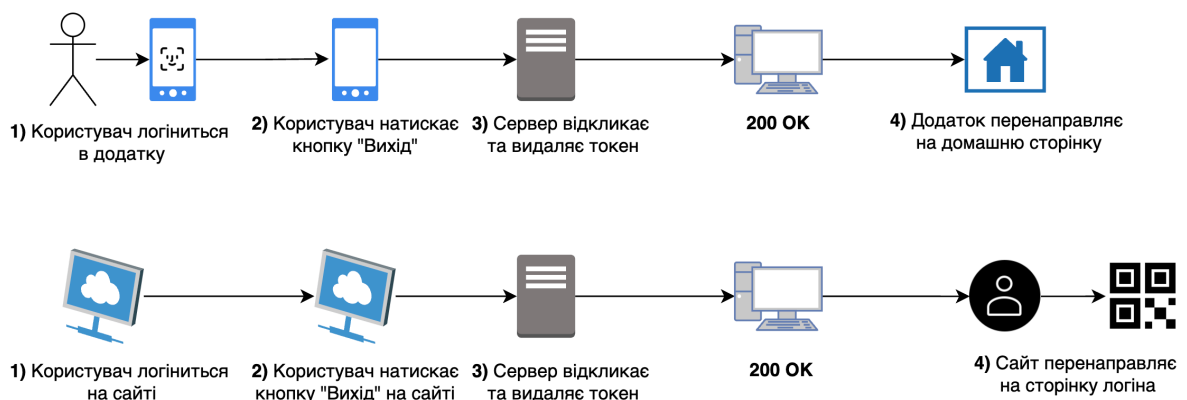 1) Користувач логіниться
в додатку
2) Користувач натискає
кнопку "Вихід"
3) Сервер відкликає
та видаляє токен
200 OK
4) Додаток перенаправляє
на домашню сторінку
1) Користувач логіниться
на сайті
2) Користувач натискає
кнопку "Вихід" на сайті
3) Сервер відкликає
та видаляє токен
200 OK
4) Сайт перенаправляє
на сторінку логіна